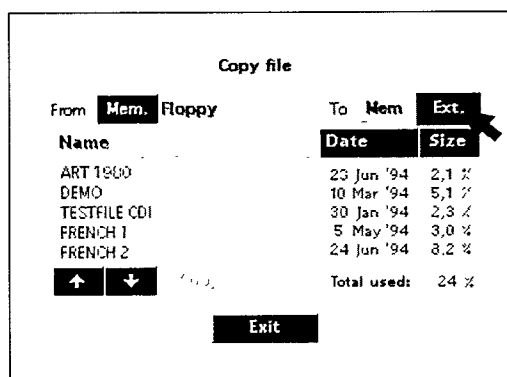 Copy file
From Mem. Floppy To Mem Ext.
Name Date Size
ART 1980 23 Jun '94 2,1 %
DEMO 10 Mar '94 5,1 %
TESTFILE CDI 30 Jan '94 2,3 %
FRENCH 1 5 May '94 3,0 %
FRENCH 2 24 Jun '94 8,2 %
↑ ↓ Total used: 24 %
Exit